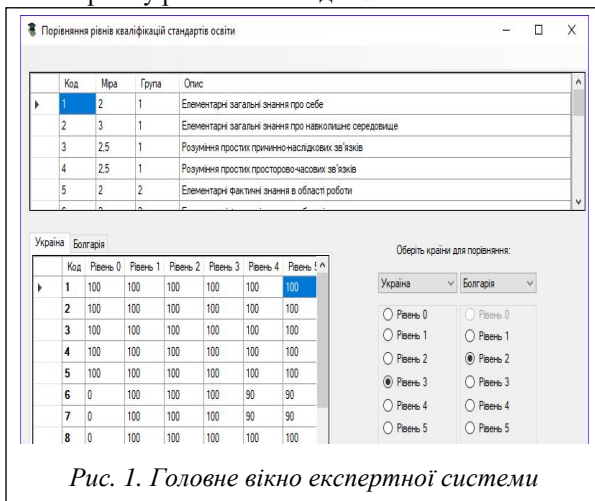 Порівняння рівнів кваліфікацій стандартів освіти
Код Міра Група Опис
1 2 1 Елементарні загальні знання про себе
2 3 1 Елементарні загальні знання про навколишнє середовище
3 2,5 1 Розуміння простих причинно-наслідкових зв'язків
4 2,5 1 Розуміння простих просторово-часових зв'язків
5 2 2 Елементарні фактичні знання в області роботи
Україна Болгарія
Код Рівень 0 Рівень 1 Рівень 2 Рівень 3 Рівень 4 Рівень 5
1 100 100 100 100 100 100
2 100 100 100 100 100 100
3 100 100 100 100 100 100
4 100 100 100 100 100 100
5 100 100 100 100 100 100
6 0 100 100 100 90 90
7 0 100 100 100 90 90
8 0 100 100 100 100 100
Оберіть країни для порівняння:
Україна Болгарія
Рівень 0 Рівень 0
Рівень 1 Рівень 1
Рівень 2 Рівень 2
Рівень 3 Рівень 3
Рівень 4 Рівень 4
Рівень 5 Рівень 5
Рис. 1. Головне вікно експертної системи